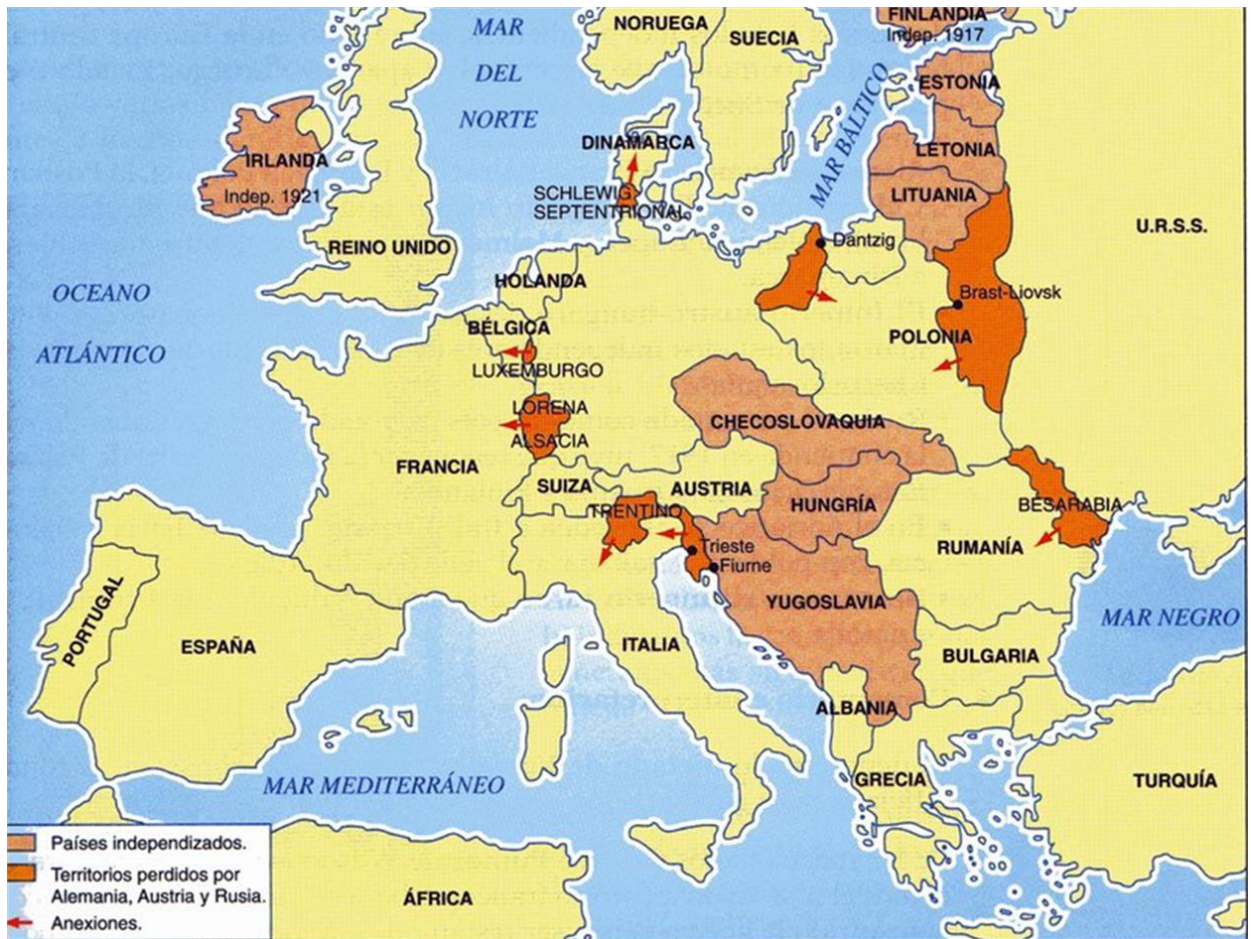 MAR
DEL
NORTE
NORUEGA
SUECIA
FINLANDIA
Indep. 1917
ESTONIA
MAR BÁLTICO
LETONIA
LITUANIA
IRLANDA
Indep. 1921
DINAMARCA
SCHLEWIG
SEPTENTRIONAL
REINO UNIDO
Dantzig
U.R.S.S.
HOLANDA
OCEANO
ATLÁNTICO
Brast-Liovsk
BÉLGICA
POLONIA
LUXEMBURGO
LORENA
ALSACIA
CHECOSLOVAQUIA
FRANCIA
SUIZA
AUSTRIA
HUNGRÍA
TRENTINO
BESARABIA
Trieste
Fiurne
RUMANÍA
YUGOSLAVIA
MAR NEGRO
PORTUGAL
ESPAÑA
ITALIA
BULGARIA
ALBANIA
MAR MEDITERRÁNEO
GRECIA
TURQUÍA
ÁFRICA
Países independizados.
Territorios perdidos por
Alemania, Austria y Rusia.
Anexiones.